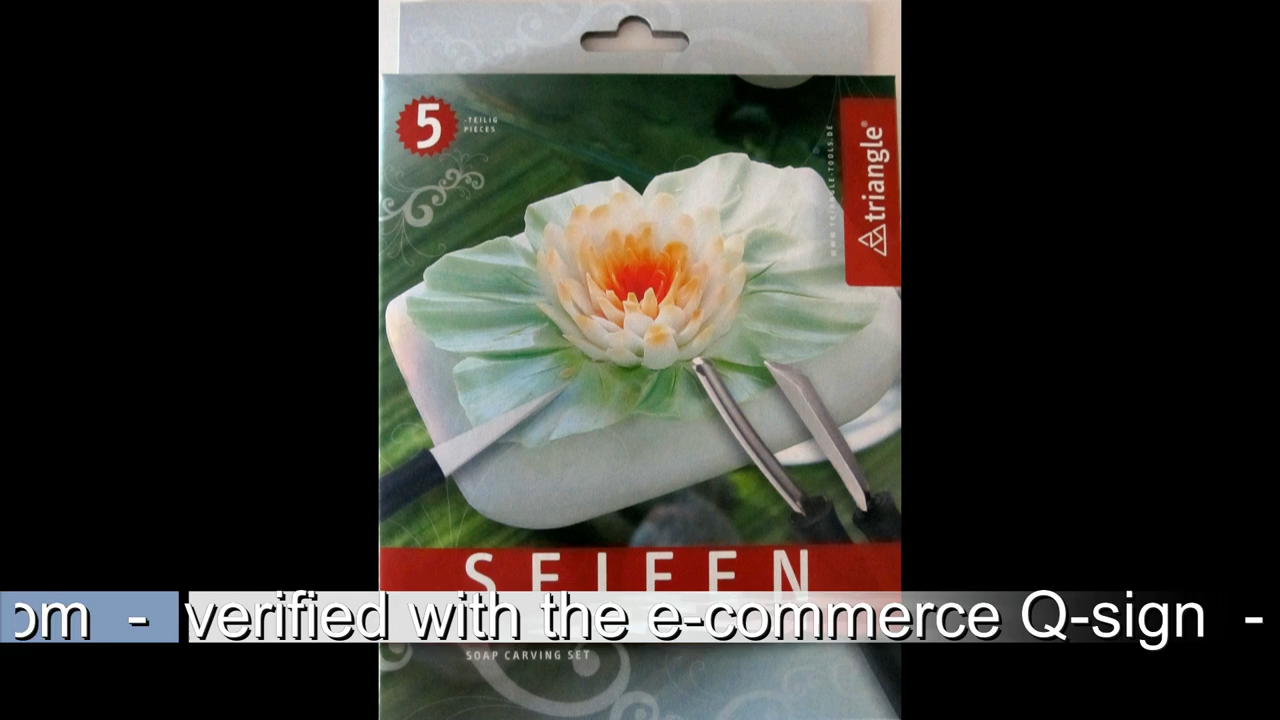 5
-TEILIG
PIECES
triangle®
WWW.TRIANGLE-TOOLS.DE
SEIFEN
om - verified with the e-commerce Q-sign -
SOAP CARVING SET